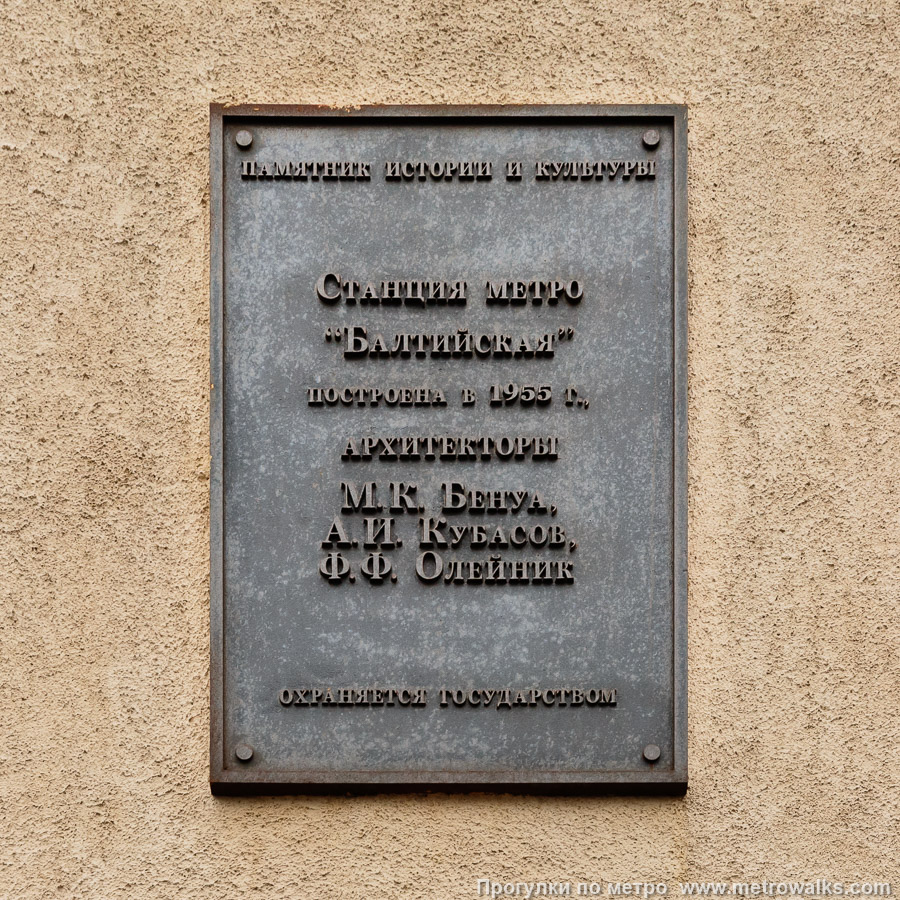 ПАМЯТНИК ИСТОРИИ И КУЛЬТУРЫ
СТАНЦИЯ МЕТРО
“БАЛТИЙСКАЯ”
ПОСТРОЕНА В 1955 Г.,
АРХИТЕКТОРЫ
М.К. БЕНУА,
А.И. КУБАСОВ,
Ф.Ф. ОЛЕЙНИК
ОХРАНЯЕТСЯ ГОСУДАРСТВОМ
Прогулки по метро www.metrowalks.com